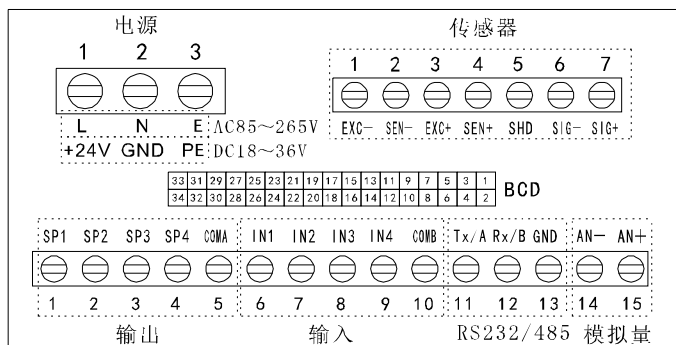 电源 传感器
1 2 3 1 2 3 4 5 6 7
L N E AC85～265V EXC− SEN− EXC+ SEN+ SHD SIG− SIG+
+24V GND PE DC18～36V
33 31 29 27 25 23 21 19 17 15 13 11 9 7 5 3 1
34 32 30 28 26 24 22 20 18 16 14 12 10 8 6 4 2
BCD
SP1 SP2 SP3 SP4 COMA IN1 IN2 IN3 IN4 COMB Tx/A Rx/B GND AN− AN+
1 2 3 4 5 6 7 8 9 10 11 12 13 14 15
输出 输入 RS232/485 模拟量